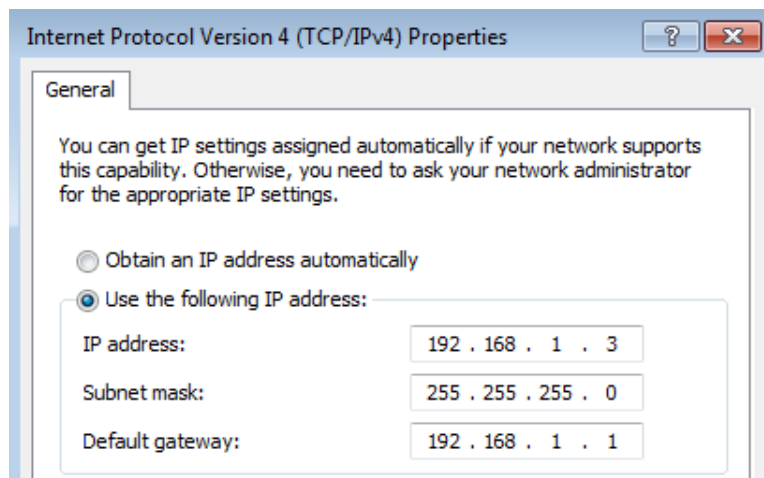 Internet Protocol Version 4 (TCP/IPv4) Properties
General
You can get IP settings assigned automatically if your network supports
this capability. Otherwise, you need to ask your network administrator
for the appropriate IP settings.
Obtain an IP address automatically
Use the following IP address:
IP address: 192 . 168 . 1 . 3
Subnet mask: 255 . 255 . 255 . 0
Default gateway: 192 . 168 . 1 . 1